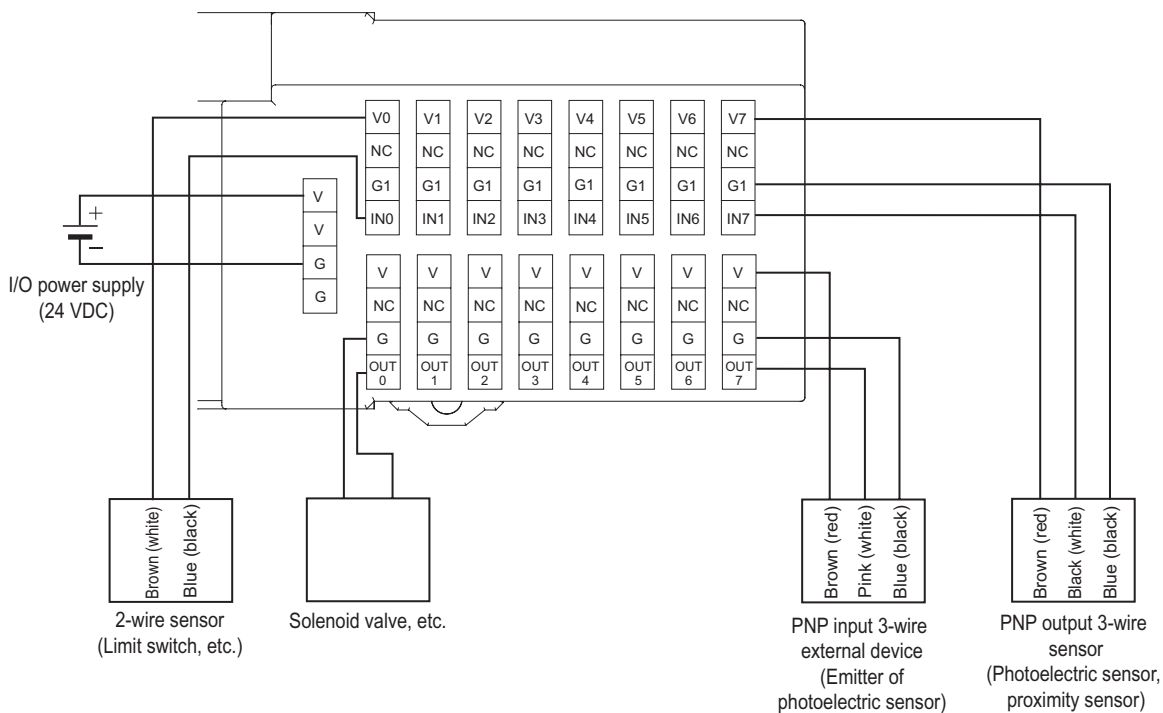 V0 V1 V2 V3 V4 V5 V6 V7
NC NC NC NC NC NC NC NC
G1 G1 G1 G1 G1 G1 G1 G1
IN0 IN1 IN2 IN3 IN4 IN5 IN6 IN7
V
V
G
G
+
−
I/O power supply
(24 VDC)
V V V V V V V V
NC NC NC NC NC NC NC NC
G G G G G G G G
OUT OUT OUT OUT OUT OUT OUT OUT
0 1 2 3 4 5 6 7
Brown (white)
Blue (black)
2-wire sensor
(Limit switch, etc.)
Solenoid valve, etc.
Brown (red)
Pink (white)
Blue (black)
PNP input 3-wire
external device
(Emitter of
photoelectric sensor)
Brown (red)
Black (white)
Blue (black)
PNP output 3-wire
sensor
(Photoelectric sensor,
proximity sensor)